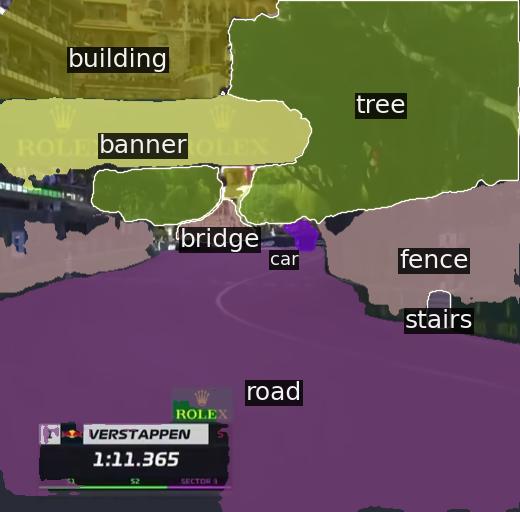 building
tree
ROLEX
ROLEX
banner
bridge
car
fence
stairs
road
ROLEX
VERSTAPPEN
1:11.365
S1 S2 SECTOR 3